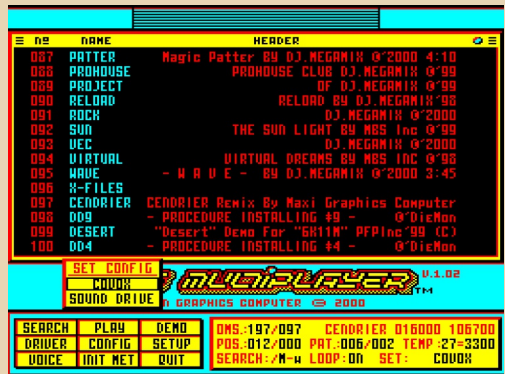 № NAME HEADER
087 PATTER Magic Patter BY DJ.MEGAMIX @'2000 4:10
088 PROHOUSE PROHOUSE CLUB DJ.MEGAMIX @'99
089 PROJECT OF DJ.MEGAMIX @'99
090 RELOAD RELOAD BY DJ.MEGAMIX'98
091 ROCK DJ.MEGAMIX @'2000
092 SUN THE SUN LIGHT BY MBS Inc @'99
093 VEC DJ.MEGAMIX @'2000
094 VIRTUAL VIRTUAL DREAMS BY MBS INC @'98
095 WAVE - W A V E - BY DJ.MEGAMIX @'2000 3:45
096 X-FILES
097 CENDRIER CENDRIER Remix By Maxi Graphics Computer
098 DD9 - PROCEDURE INSTALLING #9 - @'DieMon
099 DESERT "Desert" Demo For "GK11M" PFPInc'99 (C)
100 DD4 - PROCEDURE INSTALLING #4 - @'DieMon
SET CONFIG
COVOX
SOUND DRIVE
MULTIPLAYER V.1.02
TM
GRAPHICS COMPUTER © 2000
SEARCH PLAY DEMO
DRIVER CONFIG SETUP
VOICE INIT MET QUIT
DMS.:197/097 CENDRIER 016000 106700
POS.:012/000 PAT.:006/002 TEMP:27=3300
SEARCH:/M-w LOOP:ON SET: COVOX